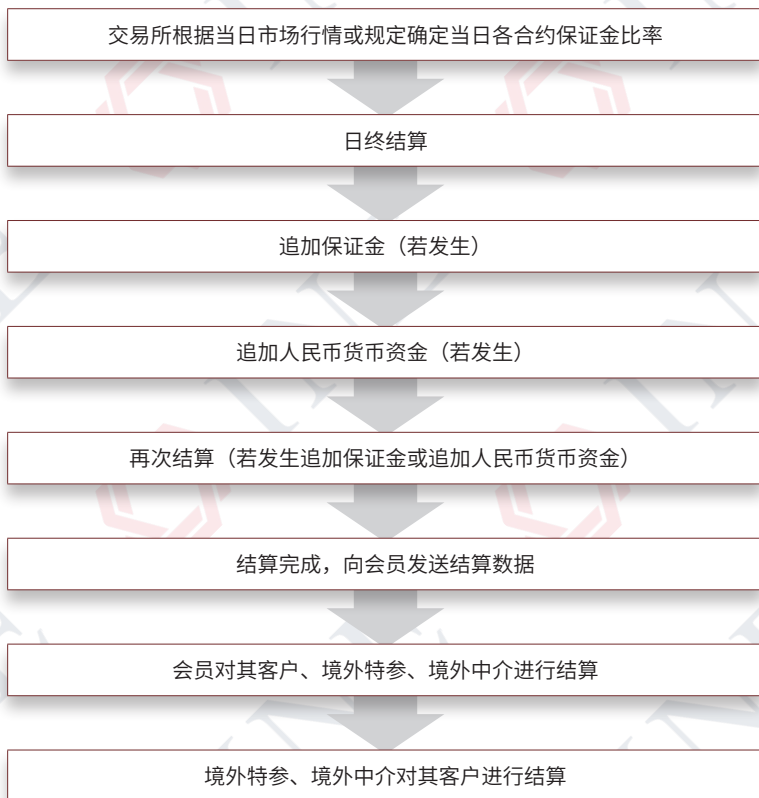 交易所根据当日市场行情或规定确定当日各合约保证金比率
日终结算
追加保证金（若发生）
追加人民币货币资金（若发生）
再次结算（若发生追加保证金或追加人民币货币资金）
结算完成，向会员发送结算数据
会员对其客户、境外特参、境外中介进行结算
境外特参、境外中介对其客户进行结算